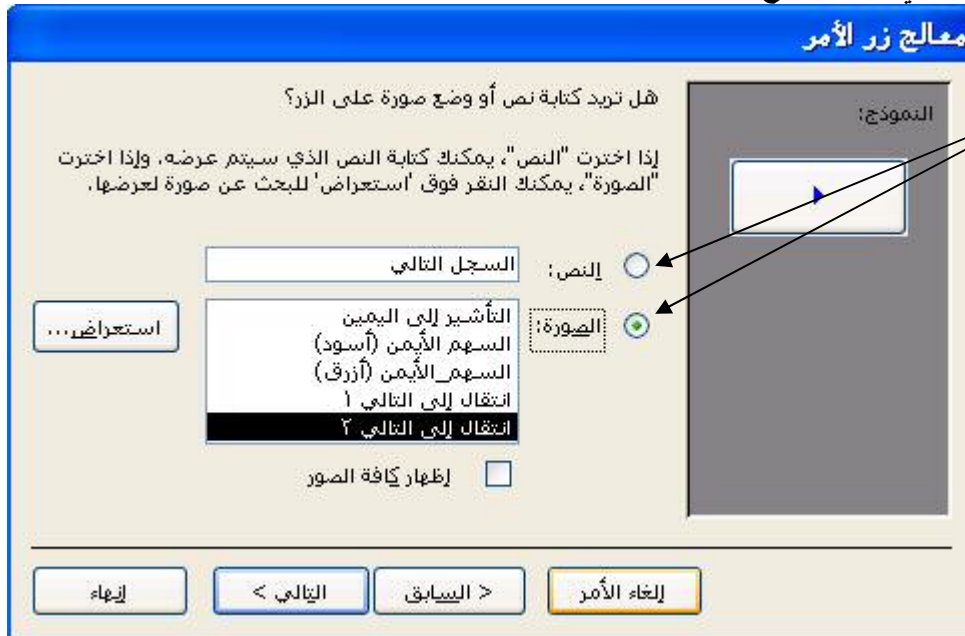 معالج زر الأمر
النموذج:
هل تريد كتابة نص أو وضع صورة على الزر؟
إذا اخترت "النص"، يمكنك كتابة النص الذي سيتم عرضه. وإذا اخترت
"الصورة"، يمكنك النقر فوق 'استعراض' للبحث عن صورة لعرضها.
النص:
السجل التالي
الصورة:
التأشير إلى اليمين
السهم الأيمن (أسود)
السهم_الأيمن (أزرق)
انتقال إلى التالي ١
انتقال إلى التالي ٢
استعراض...
إظهار كافة الصور
إلغاء الأمر
< السابق
التالي >
إنهاء